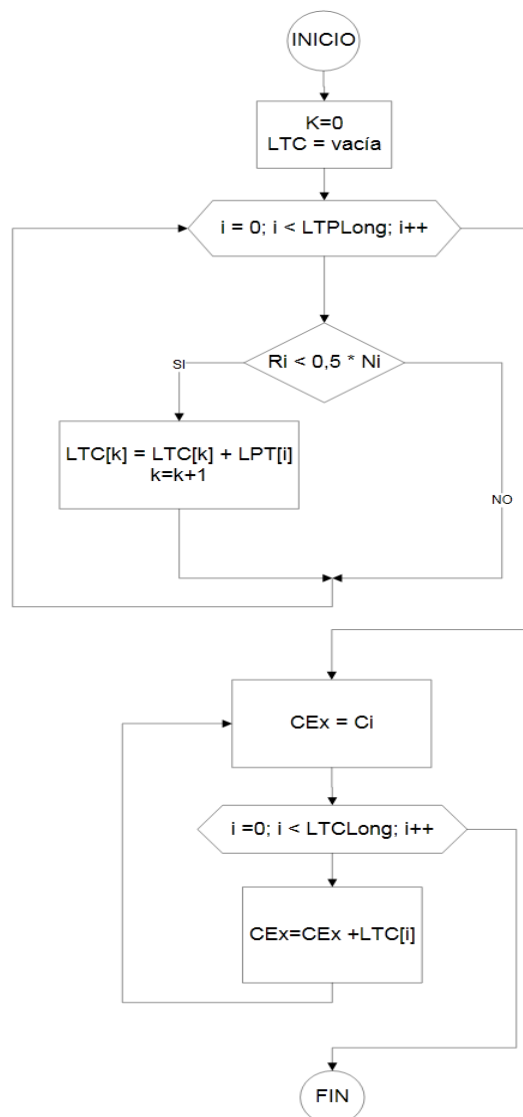 INICIO
K=0
LTC = vacía
i = 0; i < LTPLong; i++
Ri < 0,5 * Ni
SI
LTC[k] = LTC[k] + LPT[i]
k=k+1
NO
CEx = Ci
i =0; i < LTCLong; i++
CEx=CEx +LTC[i]
FIN